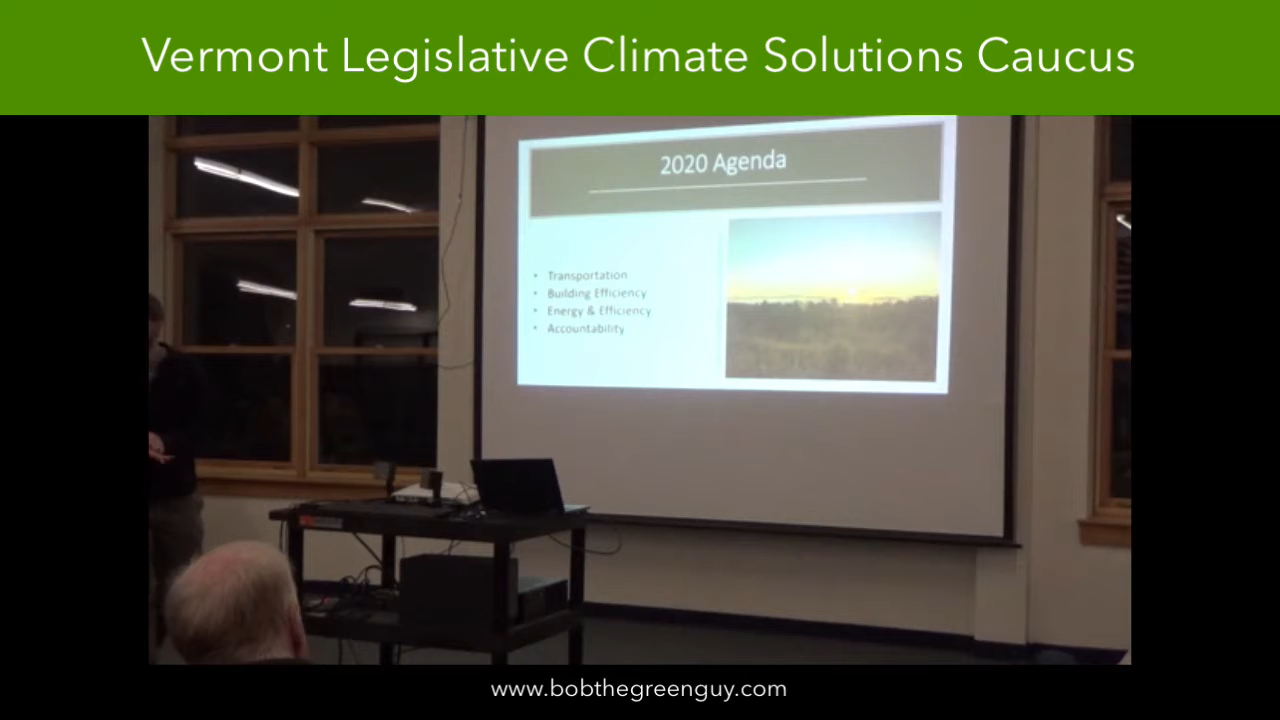 Vermont Legislative Climate Solutions Caucus
2020 Agenda
• Transportation
• Building Efficiency
• Energy & Efficiency
• Accountability
www.bobthegreenguy.com